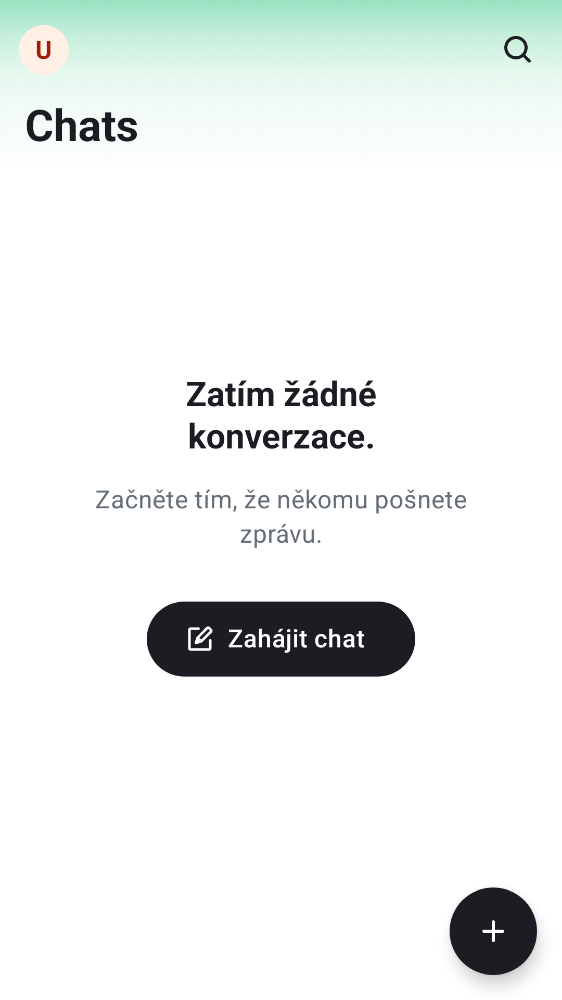 U
Chats
Zatím žádné
konverzace.
Začněte tím, že někomu pošnete
zprávu.
Zahájit chat